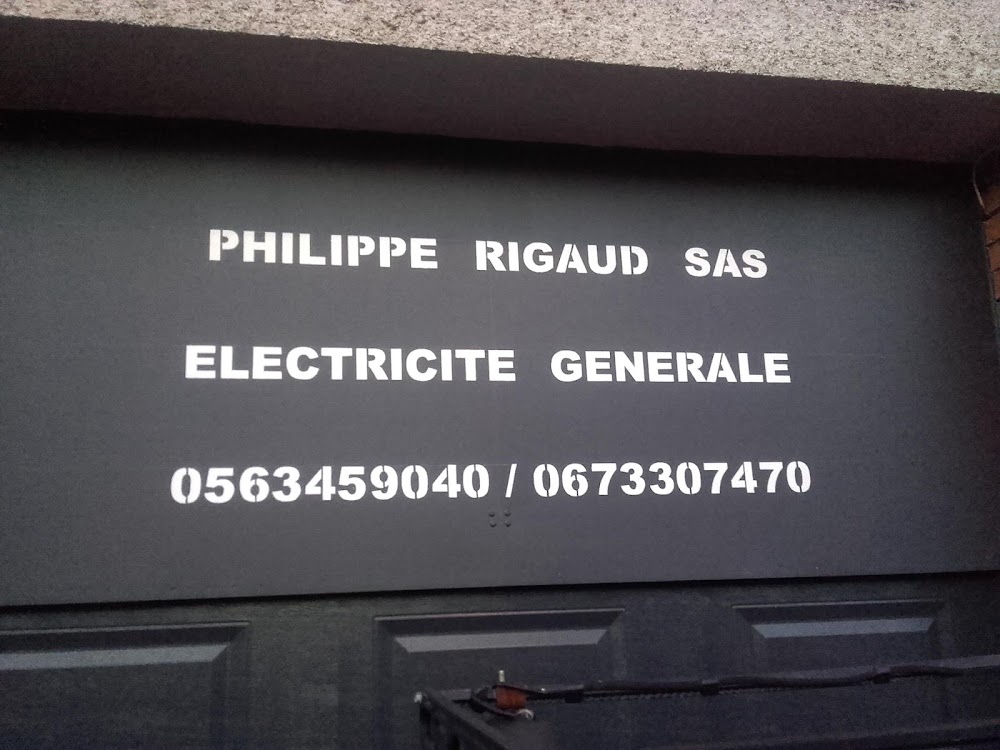 PHILIPPE RIGAUD SAS
ELECTRICITE GENERALE
0563459040 / 0673307470